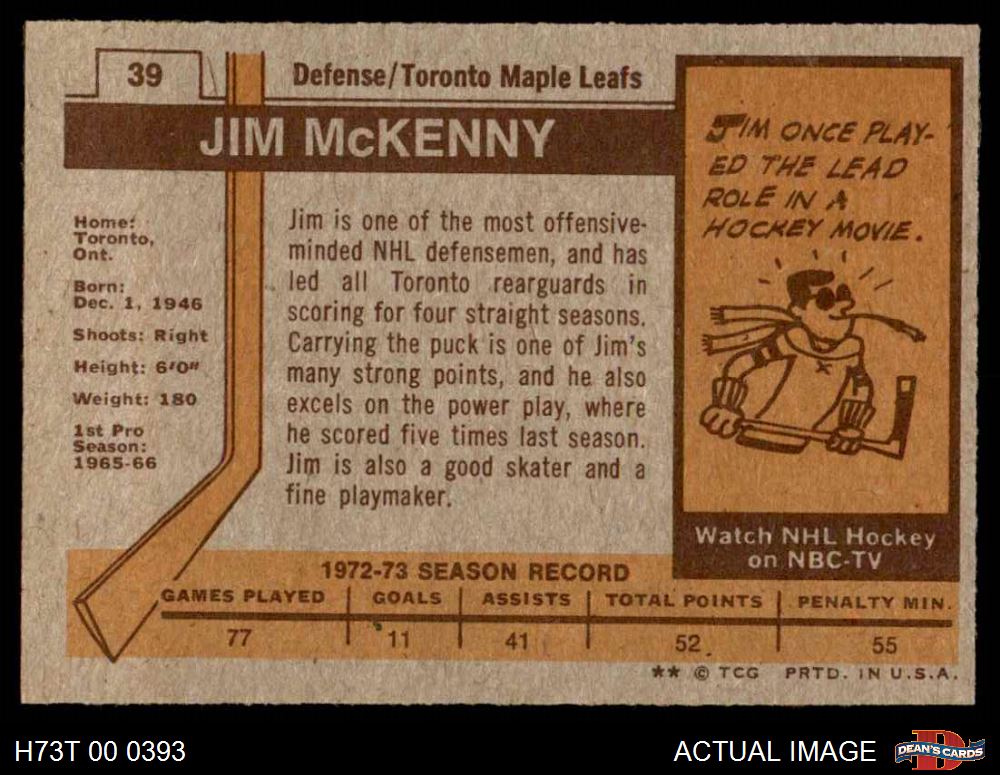 39
Defense/Toronto Maple Leafs
JIM McKENNY
Home:
Toronto,
Ont.
Born:
Dec. 1, 1946
Shoots: Right
Height: 6'0"
Weight: 180
1st Pro
Season:
1965-66
Jim is one of the most offensive-
minded NHL defensemen, and has
led all Toronto rearguards in
scoring for four straight seasons.
Carrying the puck is one of Jim's
many strong points, and he also
excels on the power play, where
he scored five times last season.
Jim is also a good skater and a
fine playmaker.
JIM ONCE PLAY-
ED THE LEAD
ROLE IN A
HOCKEY MOVIE.
Watch NHL Hockey
on NBC-TV
1972-73 SEASON RECORD
GAMES PLAYED GOALS ASSISTS TOTAL POINTS PENALTY MIN.
77 11 41 52 55
** © TCG PRTD. IN U.S.A.
H73T 00 0393
ACTUAL IMAGE
DEAN'S CARDS